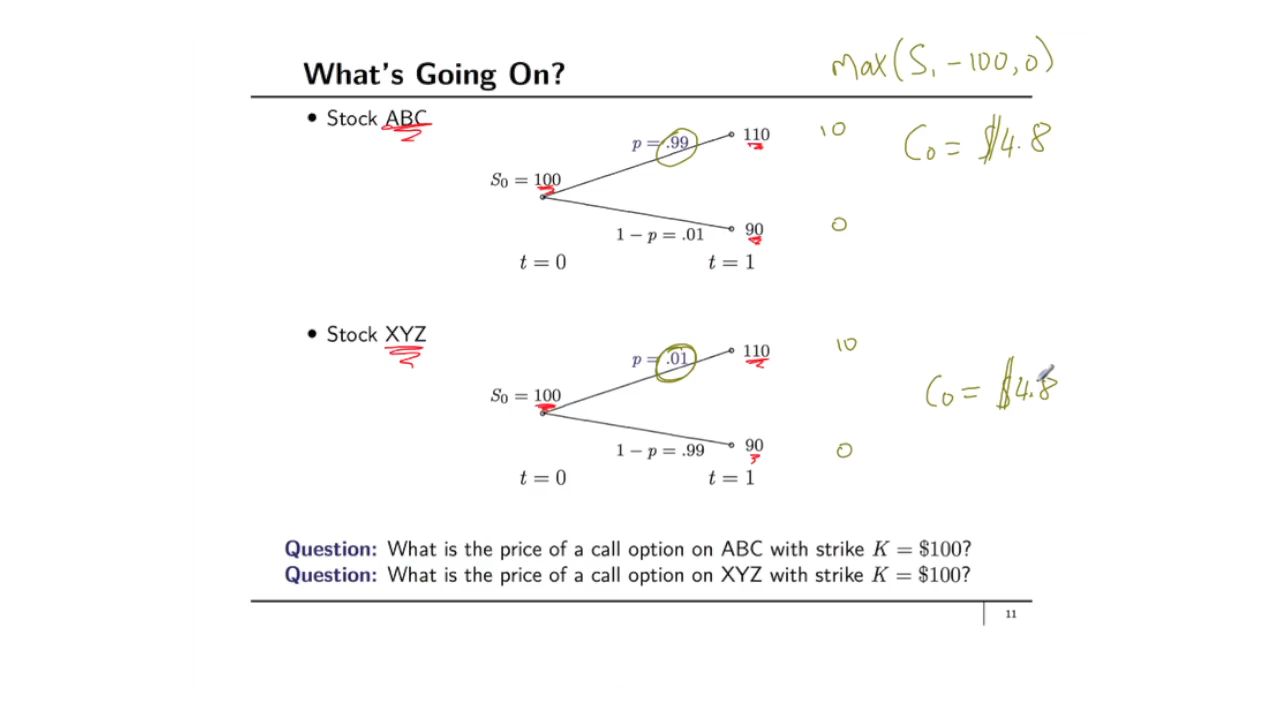 What's Going On?
max(S₁ - 100, 0)
• Stock ABC
p = .99
110
10
C₀ = $4.8
S₀ = 100
1 − p = .01
90
0
t = 0
t = 1
• Stock XYZ
p = .01
110
10
C₀ = $4.8
S₀ = 100
1 − p = .99
90
0
t = 0
t = 1
Question: What is the price of a call option on ABC with strike K = $100?
Question: What is the price of a call option on XYZ with strike K = $100?
11